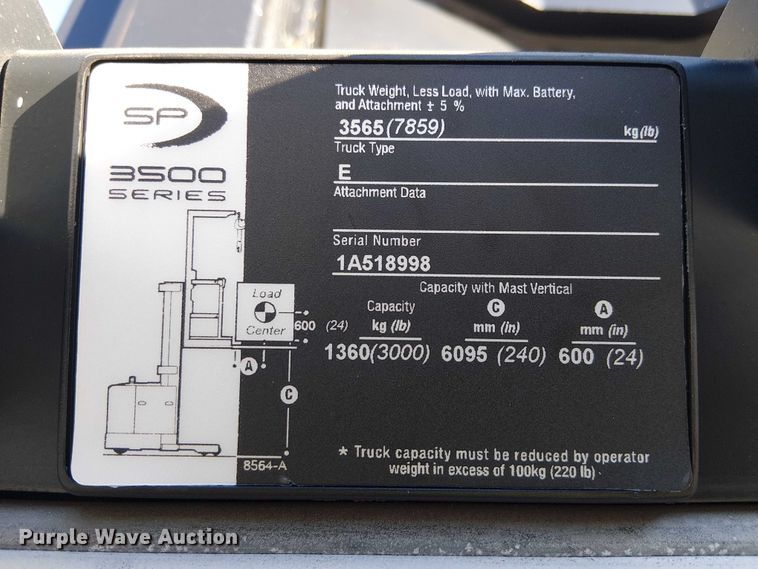 SP
3500
SERIES
Truck Weight, Less Load, with Max. Battery,
and Attachment ± 5 %
3565 (7859) kg (lb)
Truck Type
E
Attachment Data
Serial Number
1A518998
Capacity with Mast Vertical
Capacity C A
kg (lb) mm (in) mm (in)
1360 (3000) 6095 (240) 600 (24)
Load
Center
600 (24)
A
C
8564-A
* Truck capacity must be reduced by operator
weight in excess of 100kg (220 lb).
Purple Wave Auction